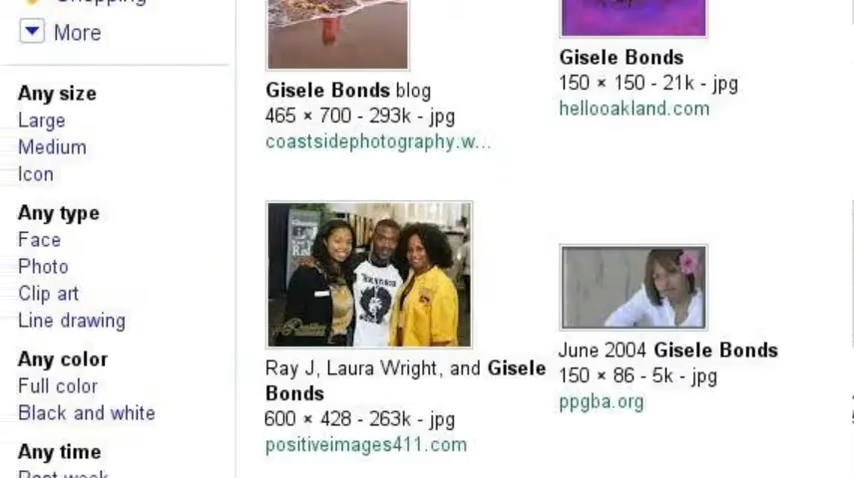 Shopping
More
Any size
Large
Medium
Icon
Any type
Face
Photo
Clip art
Line drawing
Any color
Full color
Black and white
Any time
Past week
Gisele Bonds blog
465 × 700 - 293k - jpg
coastsidephotography.w...
Gisele Bonds
150 × 150 - 21k - jpg
hellooakland.com
Ray J, Laura Wright, and Gisele
Bonds
600 × 428 - 263k - jpg
positiveimages411.com
June 2004 Gisele Bonds
150 × 86 - 5k - jpg
ppgba.org